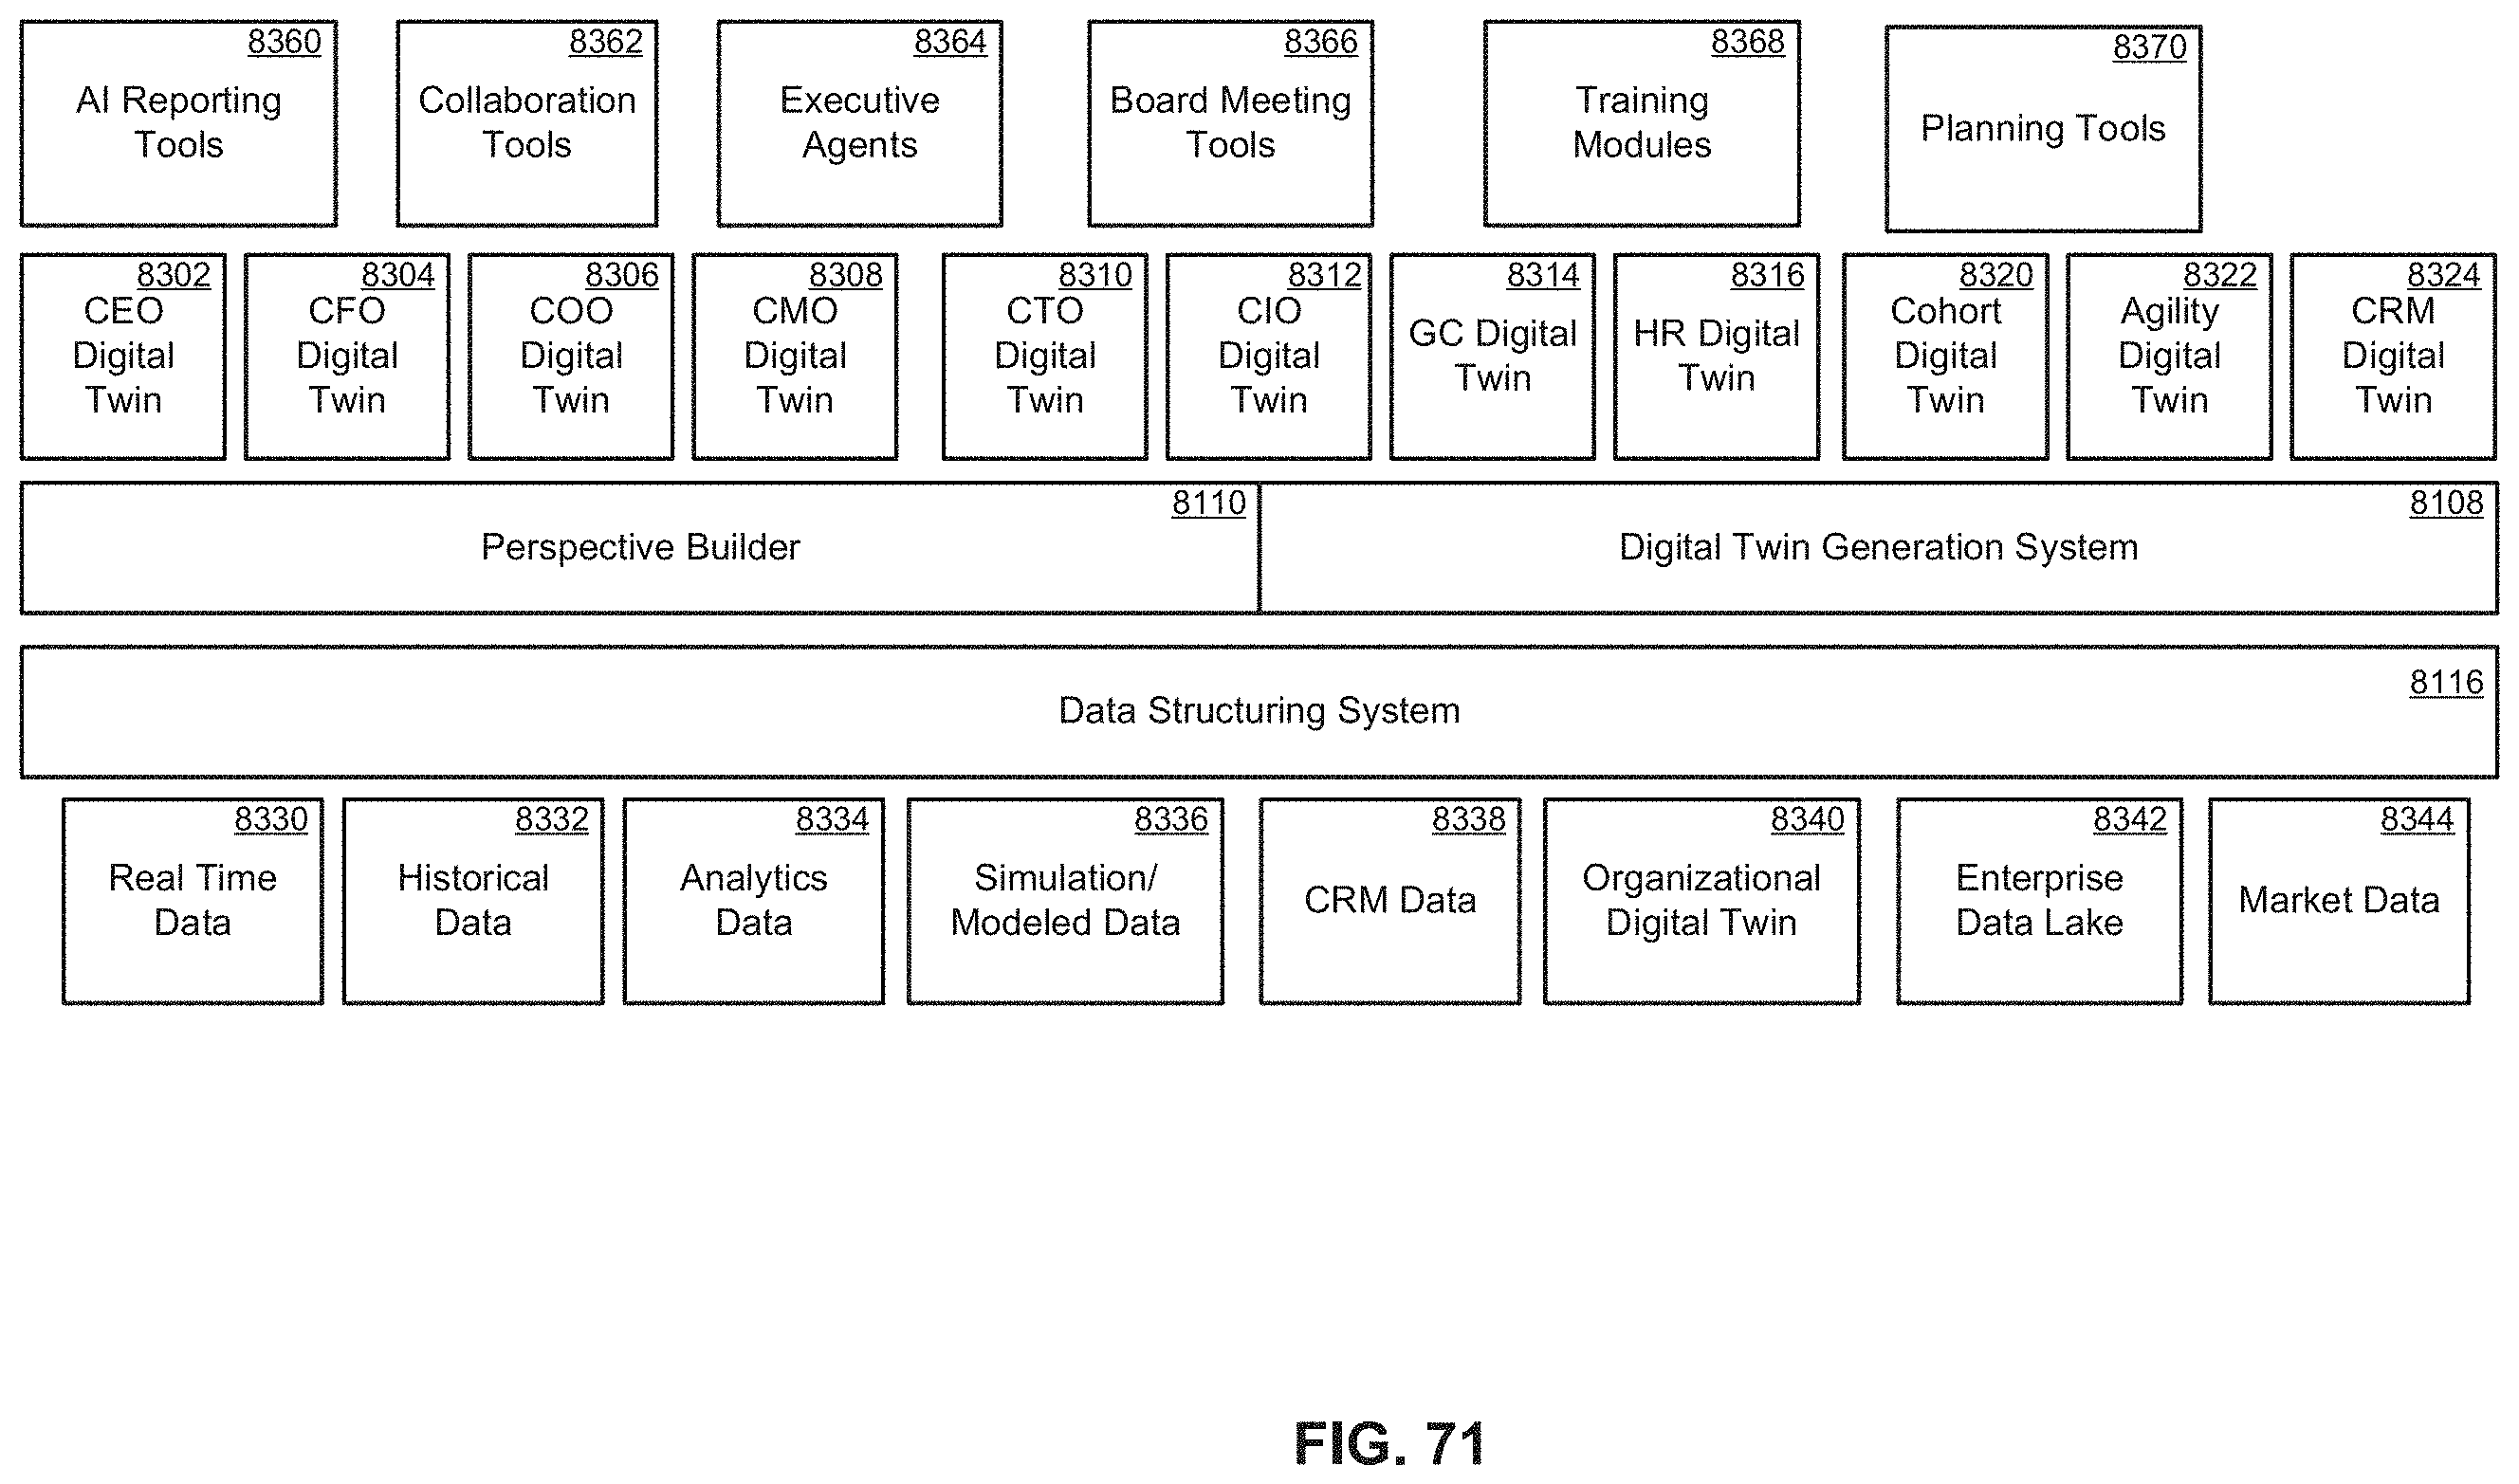 8360
AI Reporting
Tools
8362
Collaboration
Tools
8364
Executive
Agents
8366
Board Meeting
Tools
8368
Training
Modules
8370
Planning Tools
8302
CEO
Digital
Twin
8304
CFO
Digital
Twin
8306
COO
Digital
Twin
8308
CMO
Digital
Twin
8310
CTO
Digital
Twin
8312
CIO
Digital
Twin
8314
GC Digital
Twin
8316
HR Digital
Twin
8320
Cohort
Digital
Twin
8322
Agility
Digital
Twin
8324
CRM
Digital
Twin
8110
Perspective Builder
8108
Digital Twin Generation System
8116
Data Structuring System
8330
Real Time
Data
8332
Historical
Data
8334
Analytics
Data
8336
Simulation/
Modeled Data
8338
CRM Data
8340
Organizational
Digital Twin
8342
Enterprise
Data Lake
8344
Market Data
FIG. 71